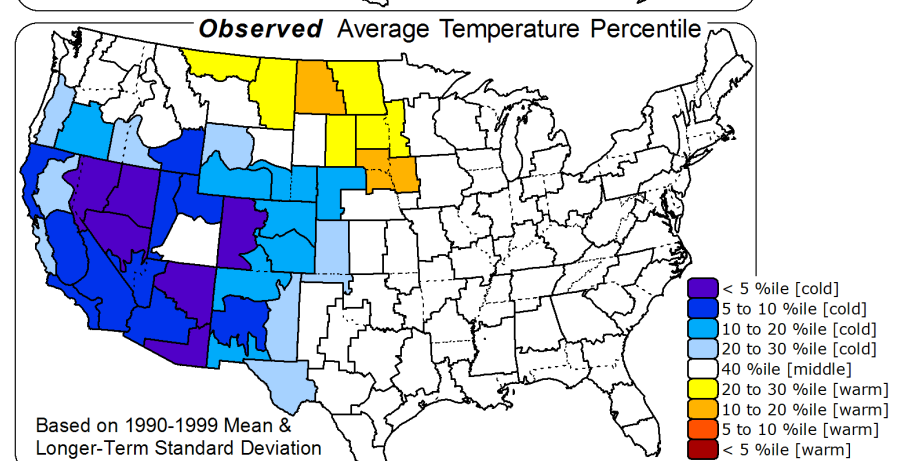 Observed Average Temperature Percentile
< 5 %ile [cold]
5 to 10 %ile [cold]
10 to 20 %ile [cold]
20 to 30 %ile [cold]
40 %ile [middle]
20 to 30 %ile [warm]
10 to 20 %ile [warm]
5 to 10 %ile [warm]
< 5 %ile [warm]
Based on 1990-1999 Mean &
Longer-Term Standard Deviation